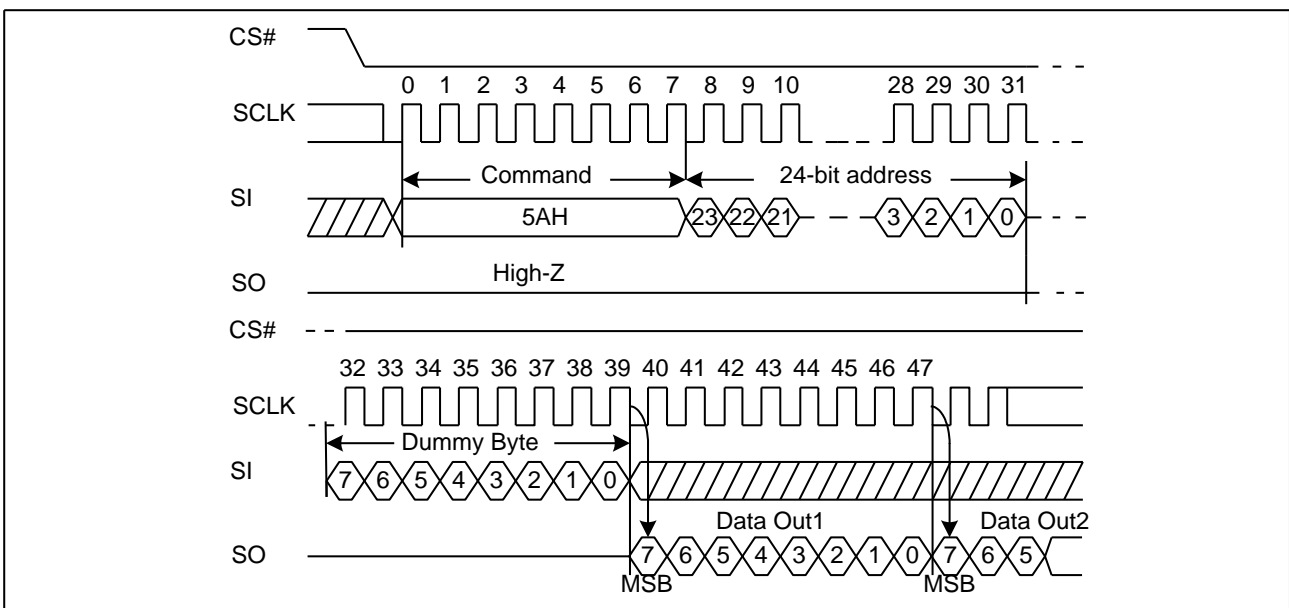 CS#
0 1 2 3 4 5 6 7 8 9 10 28 29 30 31
SCLK
Command 24-bit address
SI
5AH 23 22 21 3 2 1 0
High-Z
SO
CS#
32 33 34 35 36 37 38 39 40 41 42 43 44 45 46 47
SCLK
Dummy Byte
SI
7 6 5 4 3 2 1 0
Data Out1 Data Out2
SO
7 6 5 4 3 2 1 0 7 6 5
MSB MSB